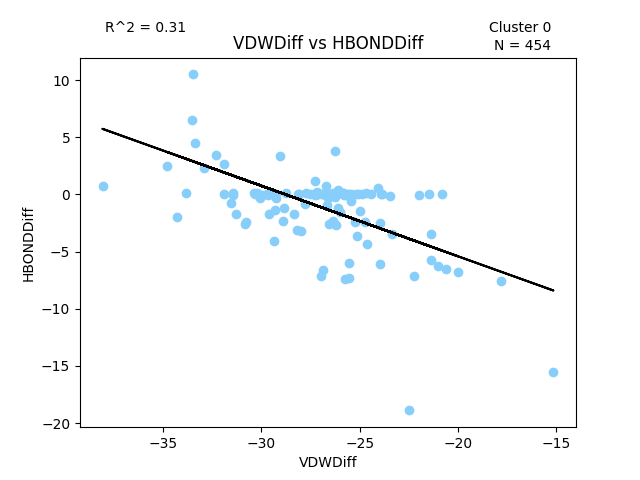 R^2 = 0.31
Cluster 0
N = 454
VDWDiff vs HBONDDiff
10
5
0
−5
−10
−15
−20
HBONDDiff
−35 −30 −25 −20 −15
VDWDiff